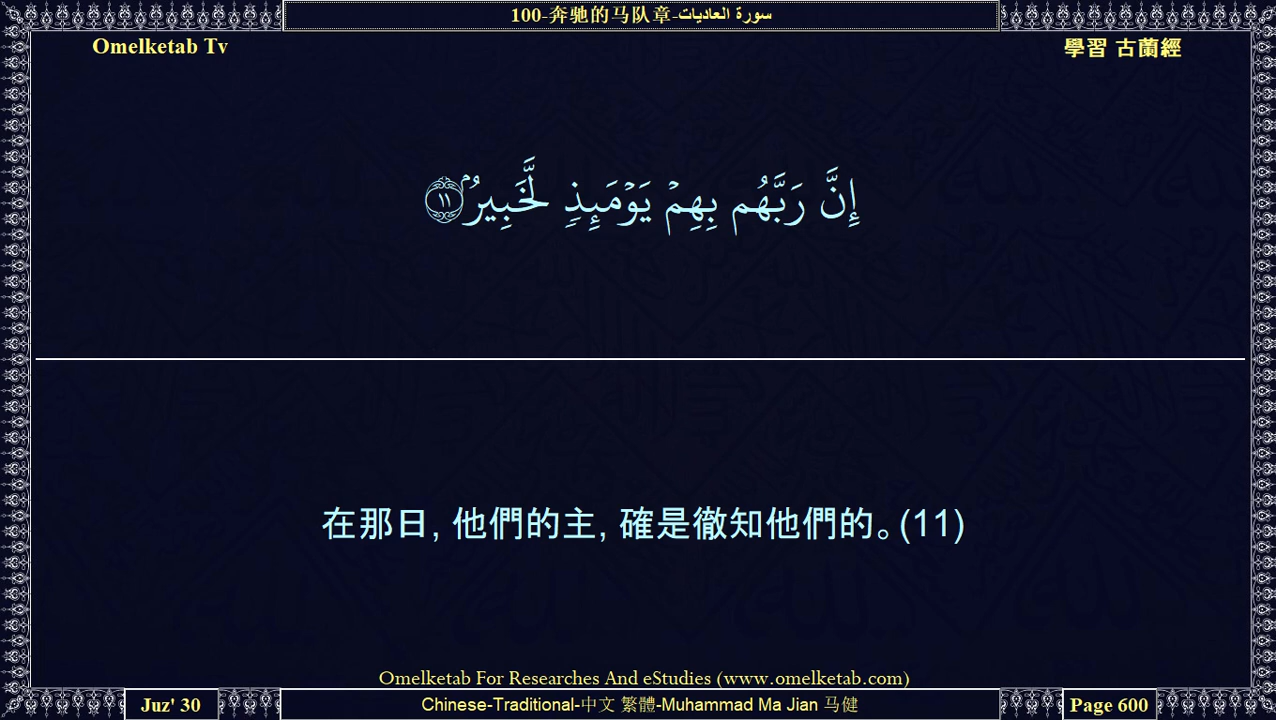 100-奔驰的马队章-سورة العاديات
Omelketab Tv
學習 古蘭經
إِنَّ رَبَّهُم بِهِمۡ يَوۡمَئِذٖ لَّخَبِيرُۢ ١١
在那日, 他們的主, 確是徹知他們的。(11)
Omelketab For Researches And eStudies (www.omelketab.com)
Juz' 30
Chinese-Traditional-中文 繁體-Muhammad Ma Jian 马健
Page 600